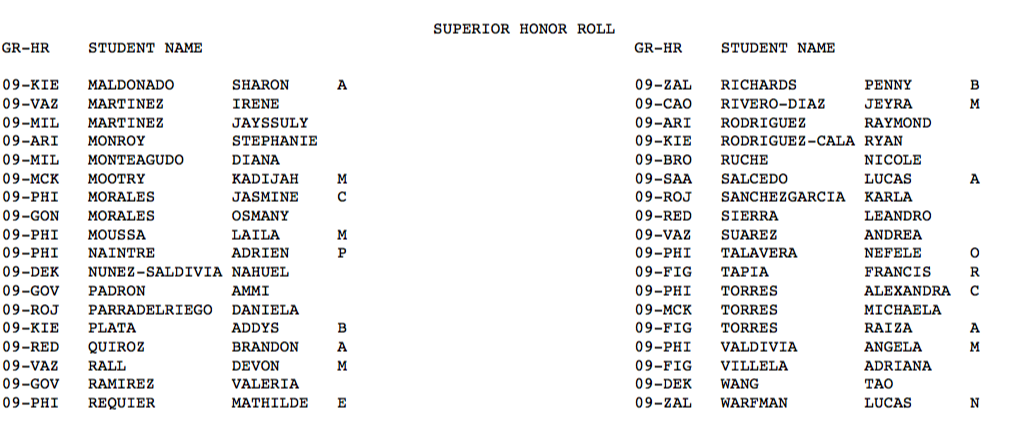 SUPERIOR HONOR ROLL
GR-HR STUDENT NAME GR-HR STUDENT NAME
09-KIE MALDONADO SHARON A 09-ZAL RICHARDS PENNY B
09-VAZ MARTINEZ IRENE 09-CAO RIVERO-DIAZ JEYRA M
09-MIL MARTINEZ JAYSSULY 09-ARI RODRIGUEZ RAYMOND
09-ARI MONROY STEPHANIE 09-KIE RODRIGUEZ-CALA RYAN
09-MIL MONTEAGUDO DIANA 09-BRO RUCHE NICOLE
09-MCK MOOTRY KADIJAH M 09-SAA SALCEDO LUCAS A
09-PHI MORALES JASMINE C 09-ROJ SANCHEZGARCIA KARLA
09-GON MORALES OSMANY 09-RED SIERRA LEANDRO
09-PHI MOUSSA LAILA M 09-VAZ SUAREZ ANDREA
09-PHI NAINTRE ADRIEN P 09-PHI TALAVERA NEFELE O
09-DEK NUNEZ-SALDIVIA NAHUEL 09-FIG TAPIA FRANCIS R
09-GOV PADRON AMMI 09-PHI TORRES ALEXANDRA C
09-ROJ PARRADELRIEGO DANIELA 09-MCK TORRES MICHAELA
09-KIE PLATA ADDYS B 09-FIG TORRES RAIZA A
09-RED QUIROZ BRANDON A 09-PHI VALDIVIA ANGELA M
09-VAZ RALL DEVON M 09-FIG VILLELA ADRIANA
09-GOV RAMIREZ VALERIA 09-DEK WANG TAO
09-PHI REQUIER MATHILDE E 09-ZAL WARFMAN LUCAS N